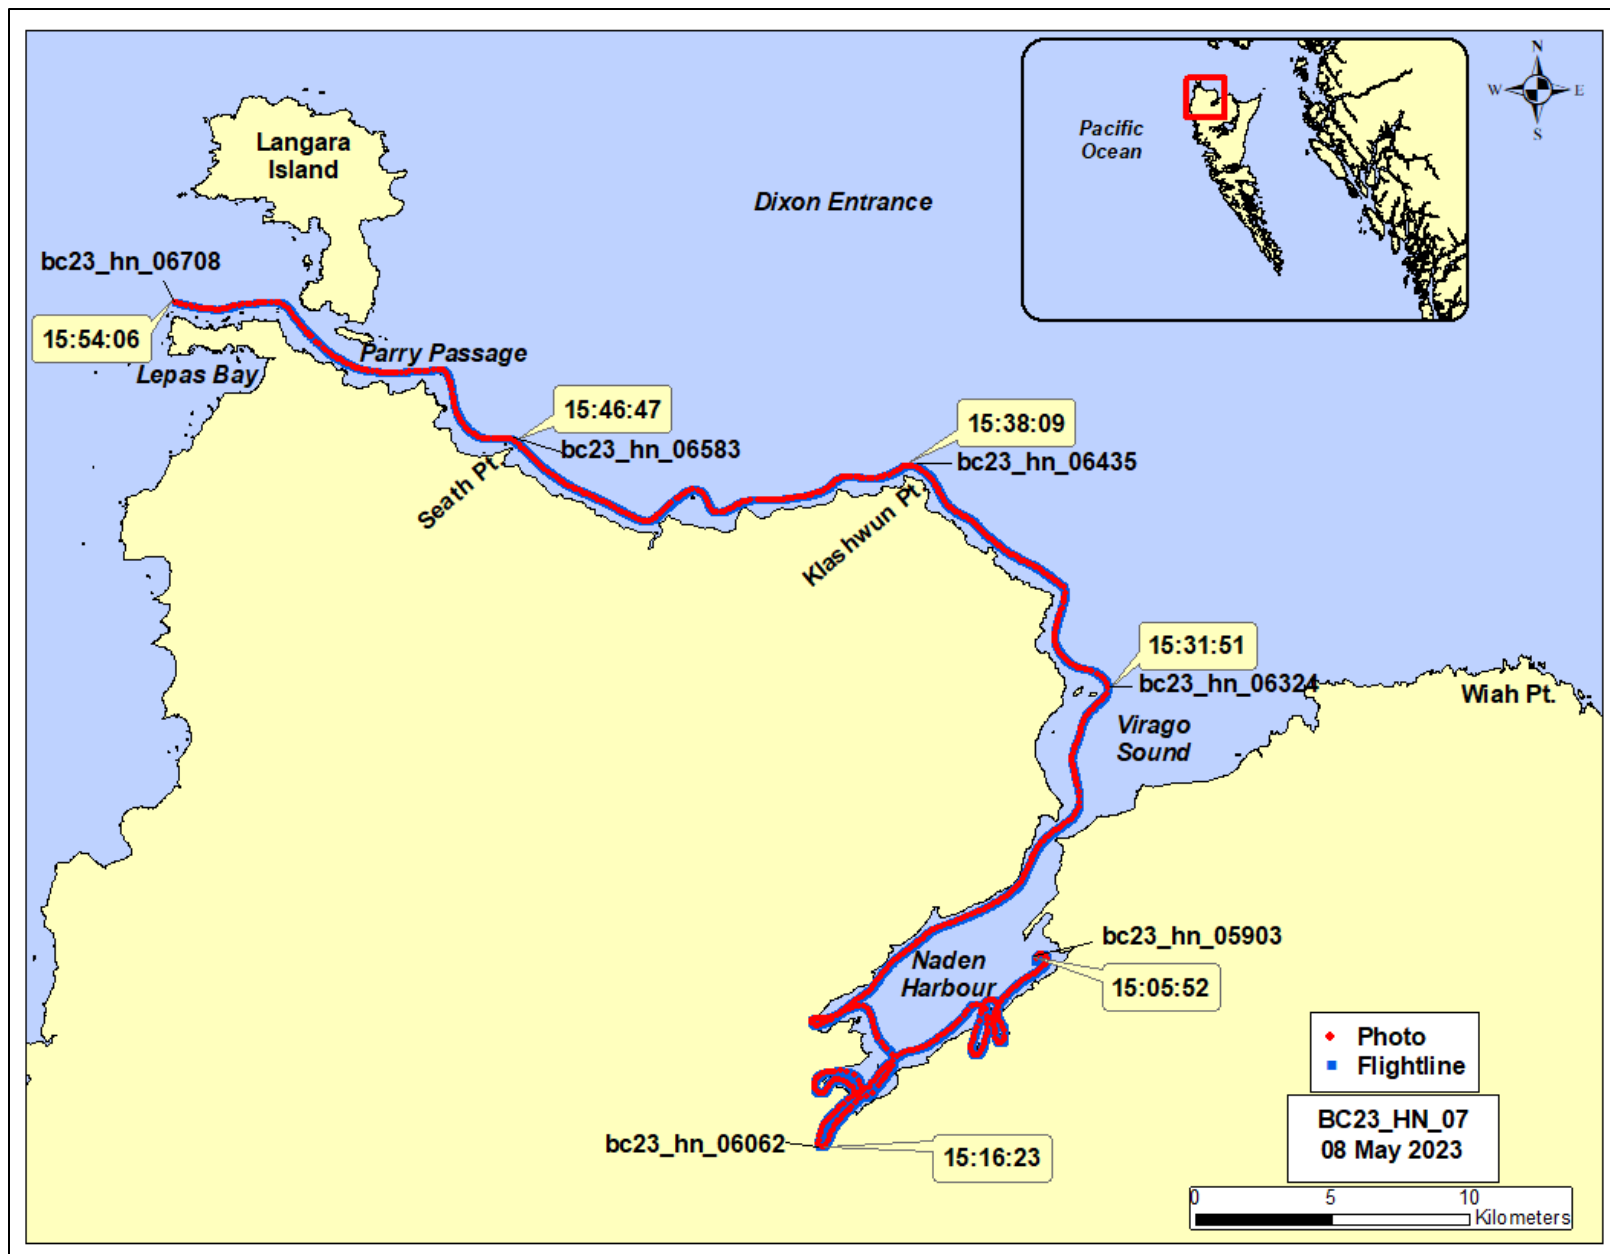 N
W
E
S
Pacific
Ocean
Langara
Island
Dixon Entrance
bc23_hn_06708
15:54:06
Parry Passage
Lepas Bay
15:46:47
bc23_hn_06583
Seath Pt.
15:38:09
bc23_hn_06435
Klashwun Pt.
15:31:51
bc23_hn_06324
Wiah Pt.
Virago
Sound
bc23_hn_05903
15:05:52
Naden
Harbour
bc23_hn_06062
15:16:23
Photo
Flightline
BC23_HN_07
08 May 2023
0 5 10
Kilometers